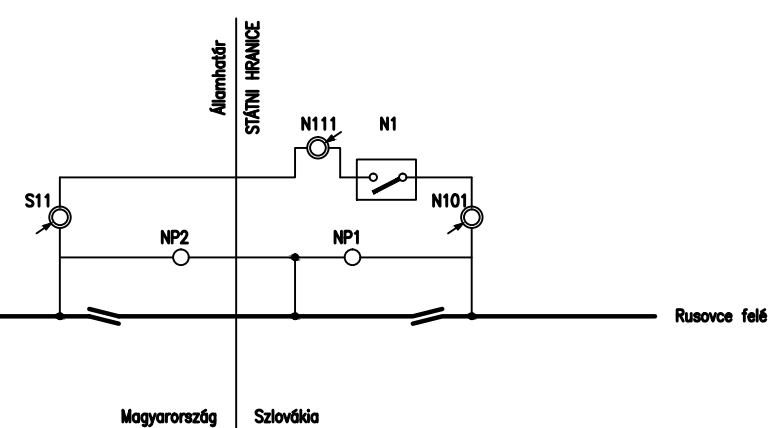 Államhatár
STÁTNI HRANICE
N111
N1
S11
N101
NP2
NP1
Rusovce felé
Magyarország
Szlovákia